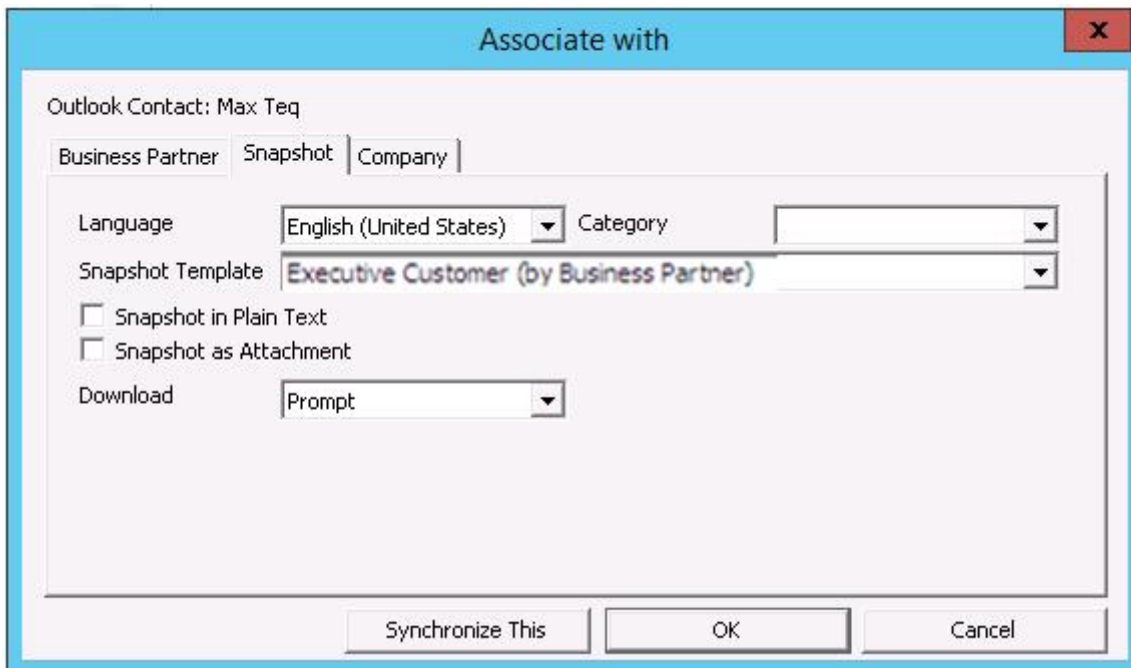 Associate with
x
Outlook Contact: Max Teq
Business Partner Snapshot Company
Language English (United States) Category
Snapshot Template Executive Customer (by Business Partner)
Snapshot in Plain Text
Snapshot as Attachment
Download Prompt
Synchronize This OK Cancel